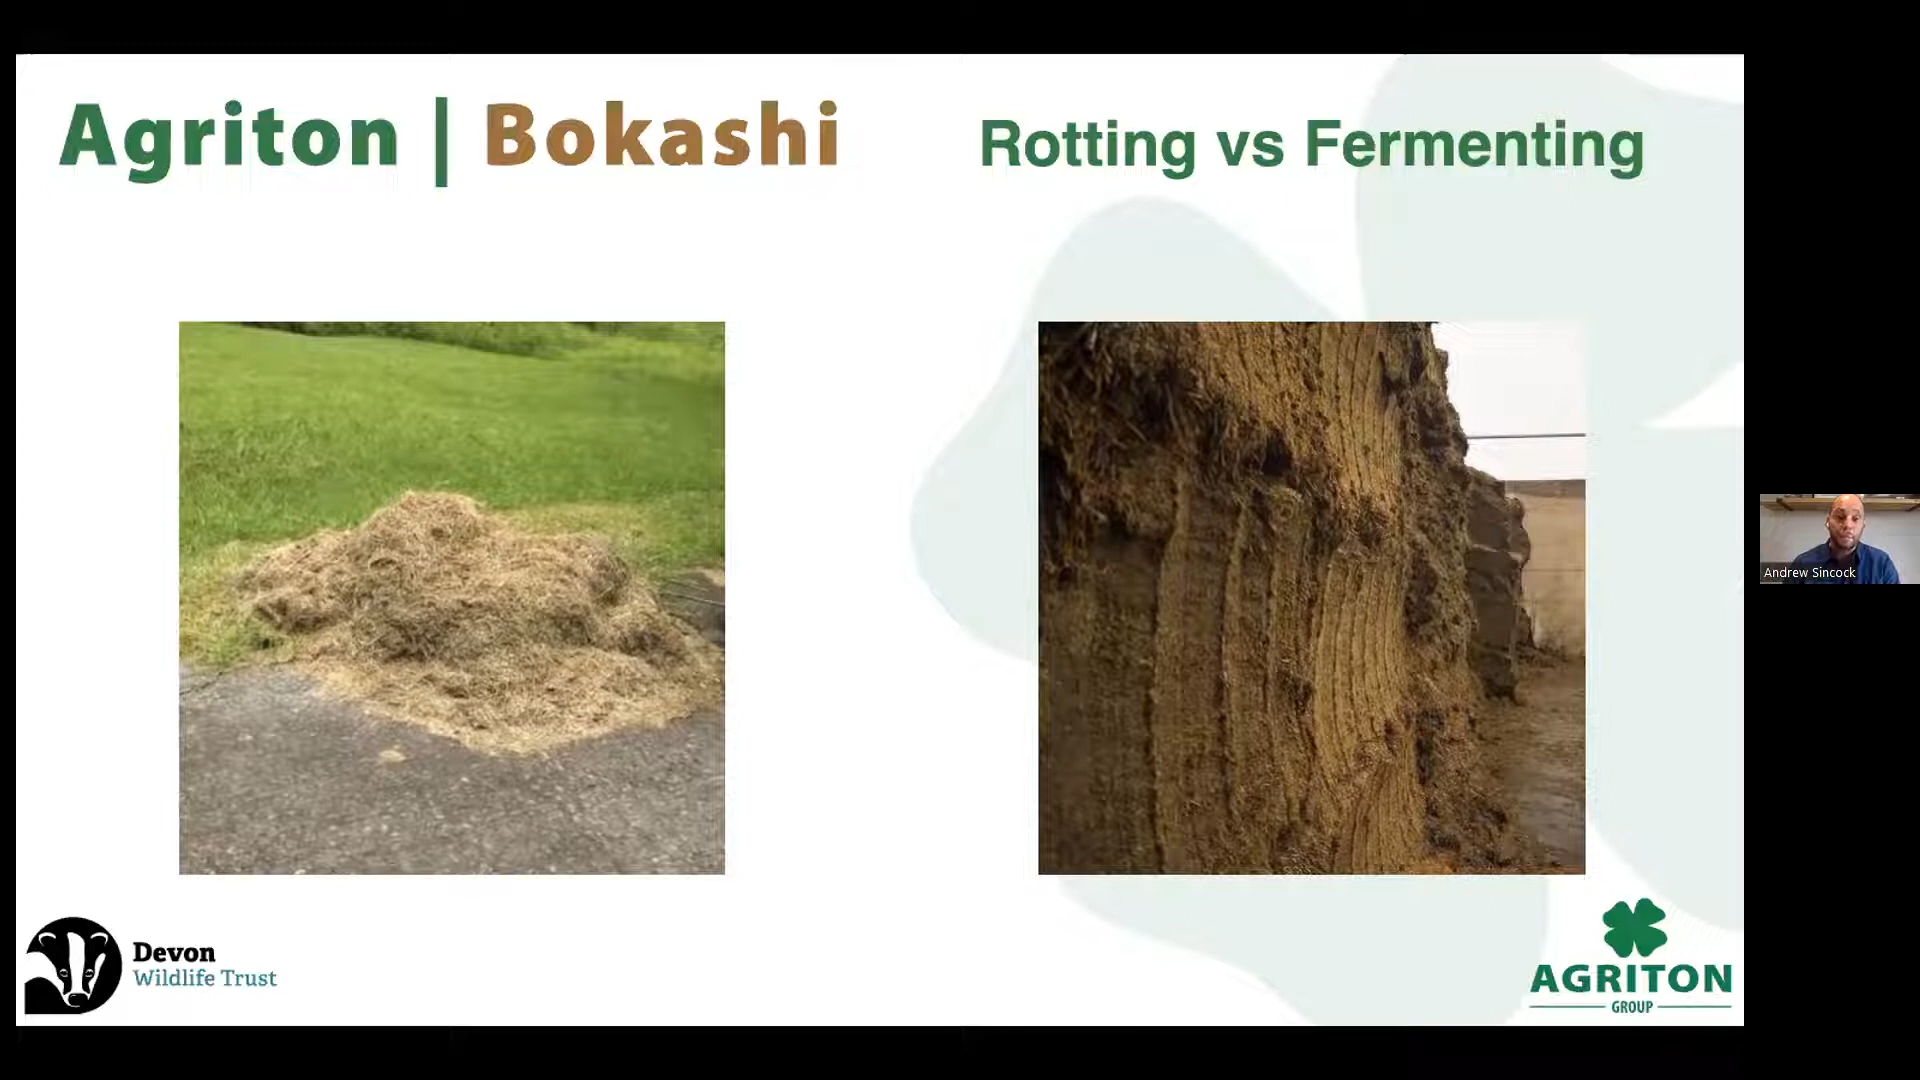 Agriton | Bokashi
Rotting vs Fermenting
Andrew Sincock
Devon
Wildlife Trust
AGRITON
GROUP